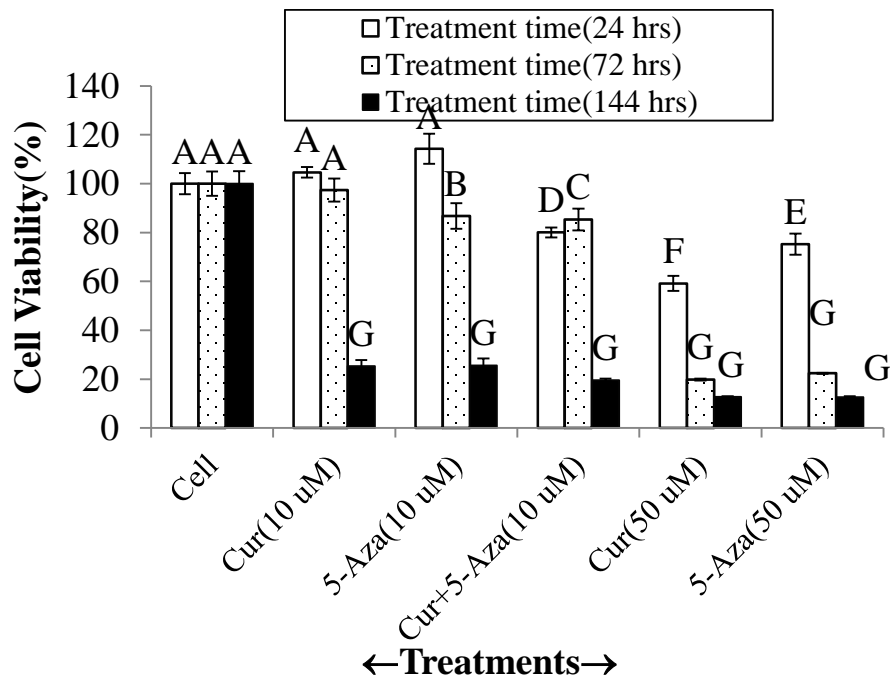 Treatment time(24 hrs)
Treatment time(72 hrs)
Treatment time(144 hrs)
Cell Viability(%)
140
120
100
80
60
40
20
0
A A A
A A G
A B G
D C G
F G G
E G G
Cell
Cur(10 uM)
5-Aza(10 uM)
Cur+5-Aza(10 uM)
Cur(50 uM)
5-Aza(50 uM)
←Treatments→